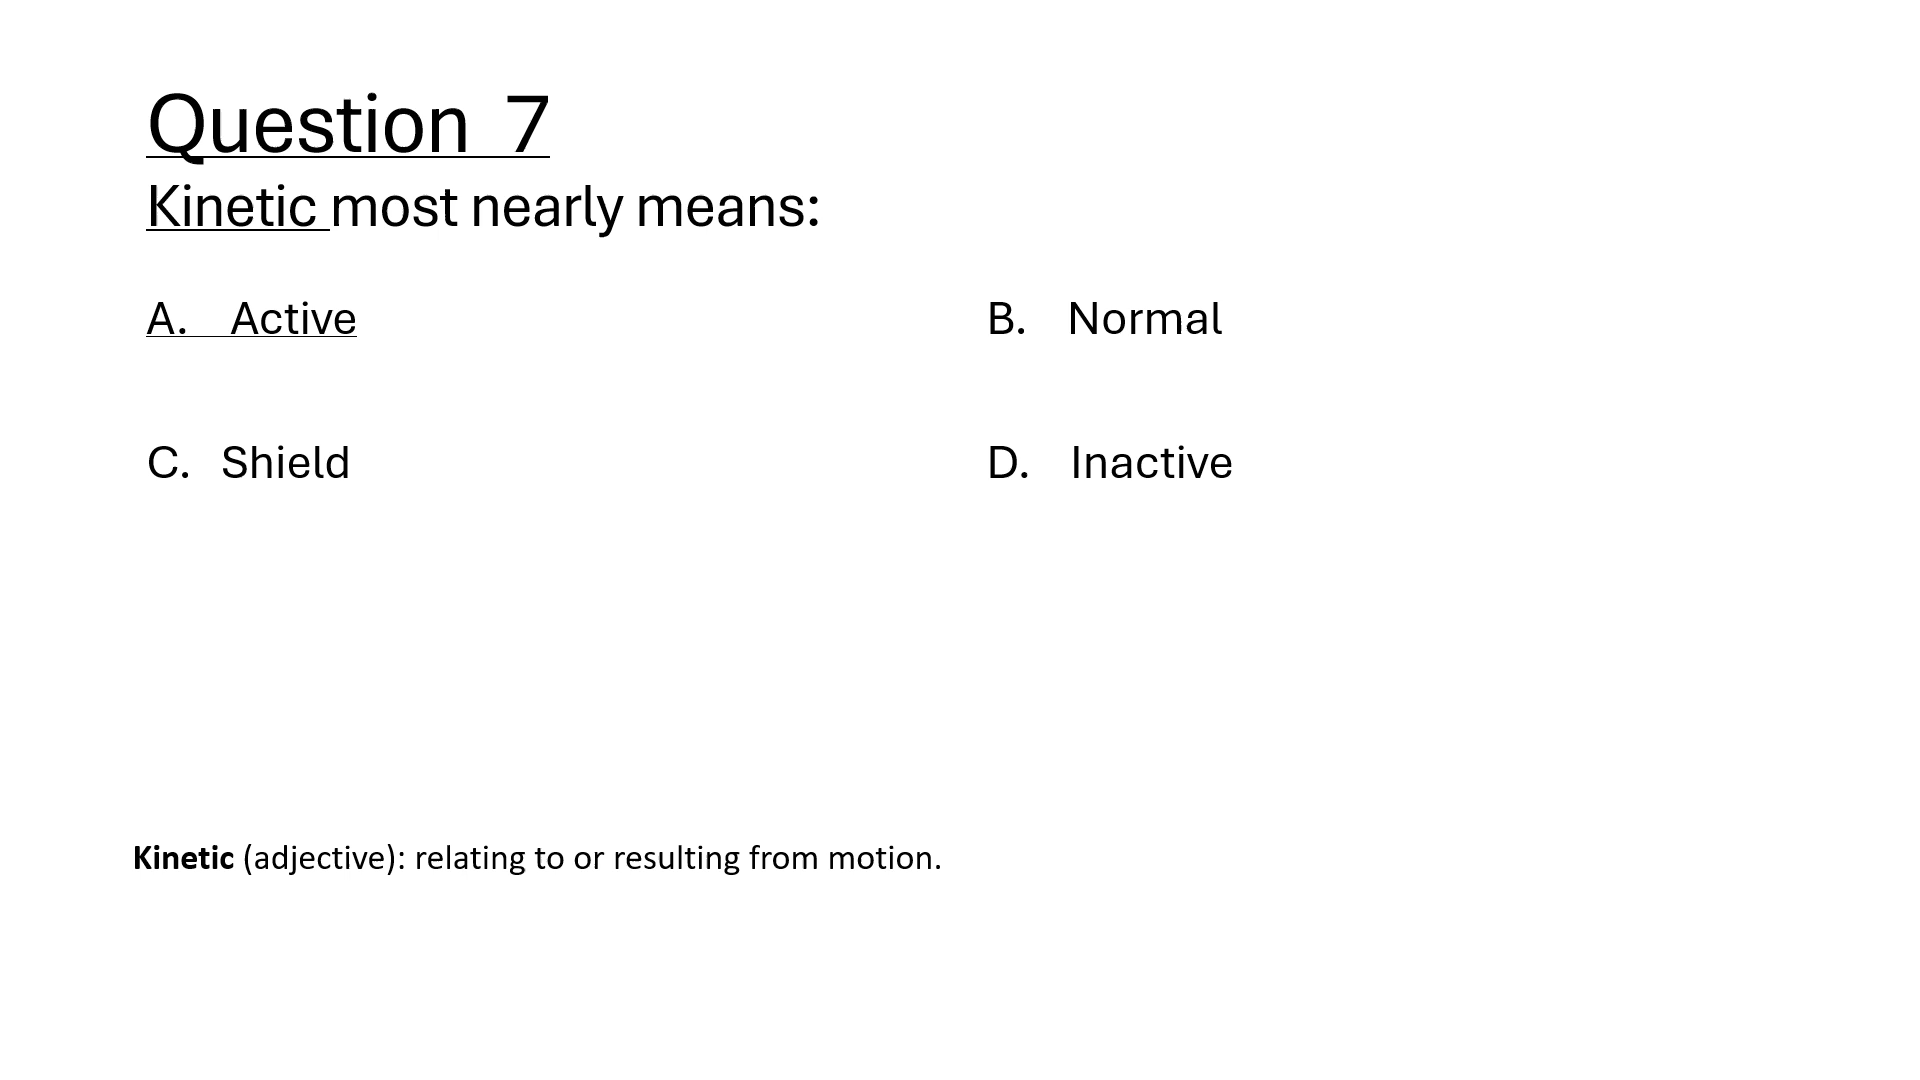 Question 7
Kinetic most nearly means:
A. Active
B. Normal
C. Shield
D. Inactive
Kinetic (adjective): relating to or resulting from motion.